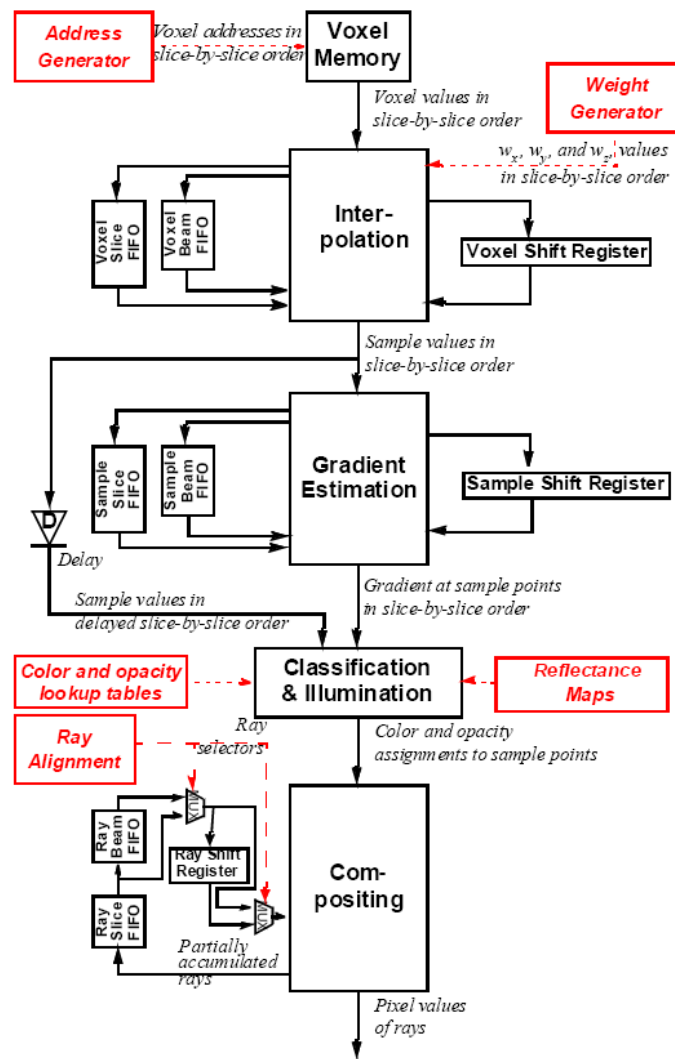 Address
Generator
Voxel addresses in
slice-by-slice order
Voxel
Memory
Voxel values in
slice-by-slice order
Weight
Generator
wx, wy, and wz, values
in slice-by-slice order
Voxel
Slice
FIFO
Voxel
Beam
FIFO
Inter-
polation
Voxel Shift Register
Sample values in
slice-by-slice order
Sample
Slice
FIFO
Sample
Beam
FIFO
Gradient
Estimation
Sample Shift Register
D
Delay
Sample values in
delayed slice-by-slice order
Gradient at sample points
in slice-by-slice order
Color and opacity
lookup tables
Classification
& Illumination
Reflectance
Maps
Ray
Alignment
Ray
selectors
Color and opacity
assignments to sample points
MUX
Ray
Beam
FIFO
Ray Shift
Register
Ray
Slice
FIFO
MUX
Com-
positing
Partially
accumulated
rays
Pixel values
of rays